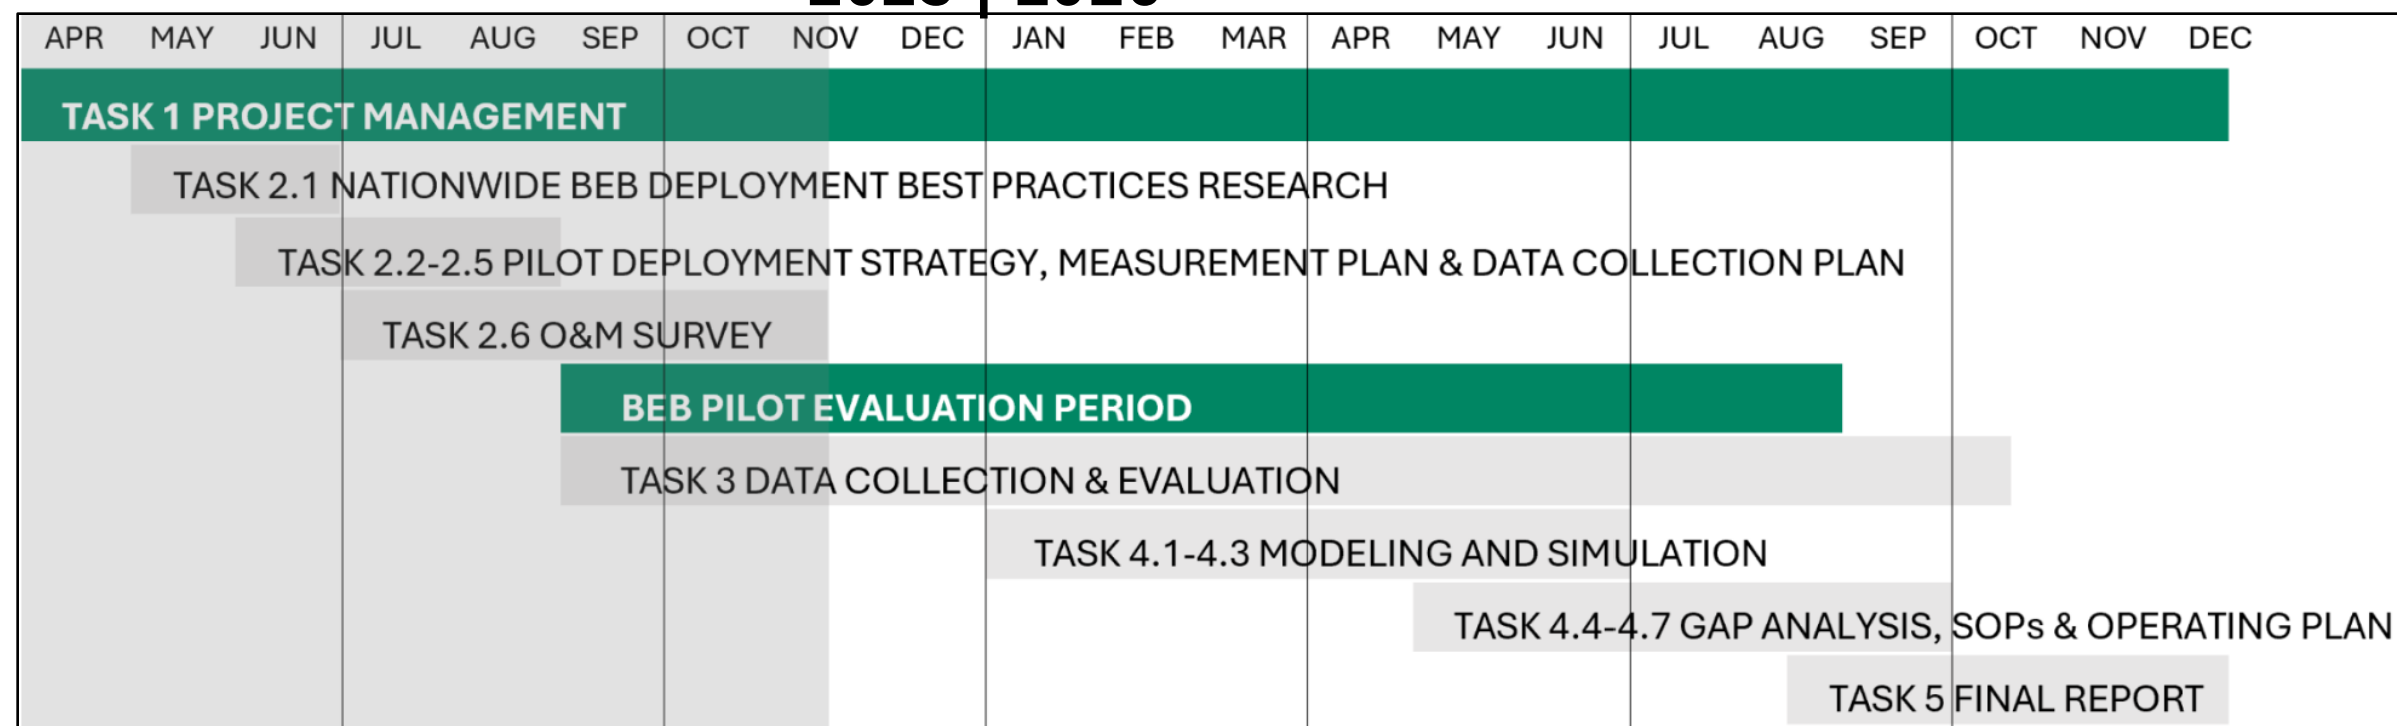 APR MAY JUN JUL AUG SEP OCT NOV DEC JAN FEB MAR APR MAY JUN JUL AUG SEP OCT NOV DEC
TASK 1 PROJECT MANAGEMENT
TASK 2.1 NATIONWIDE BEB DEPLOYMENT BEST PRACTICES RESEARCH
TASK 2.2-2.5 PILOT DEPLOYMENT STRATEGY, MEASUREMENT PLAN & DATA COLLECTION PLAN
TASK 2.6 O&M SURVEY
BEB PILOT EVALUATION PERIOD
TASK 3 DATA COLLECTION & EVALUATION
TASK 4.1-4.3 MODELING AND SIMULATION
TASK 4.4-4.7 GAP ANALYSIS, SOPs & OPERATING PLAN
TASK 5 FINAL REPORT